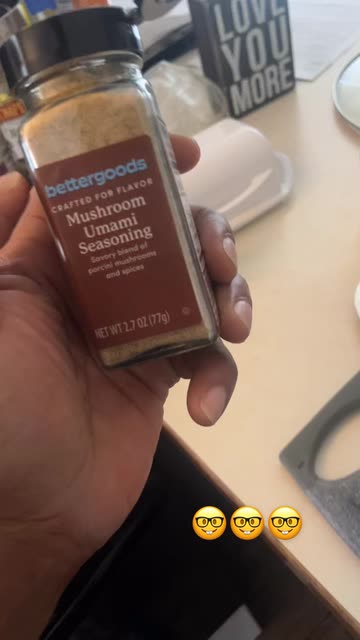 LOVE
YOU
MORE
bettergoods
CRAFTED FOR FLAVOR
Mushroom
Umami
Seasoning
Savory blend of
porcini mushrooms
and spices
NET WT 2.7 OZ (77g)